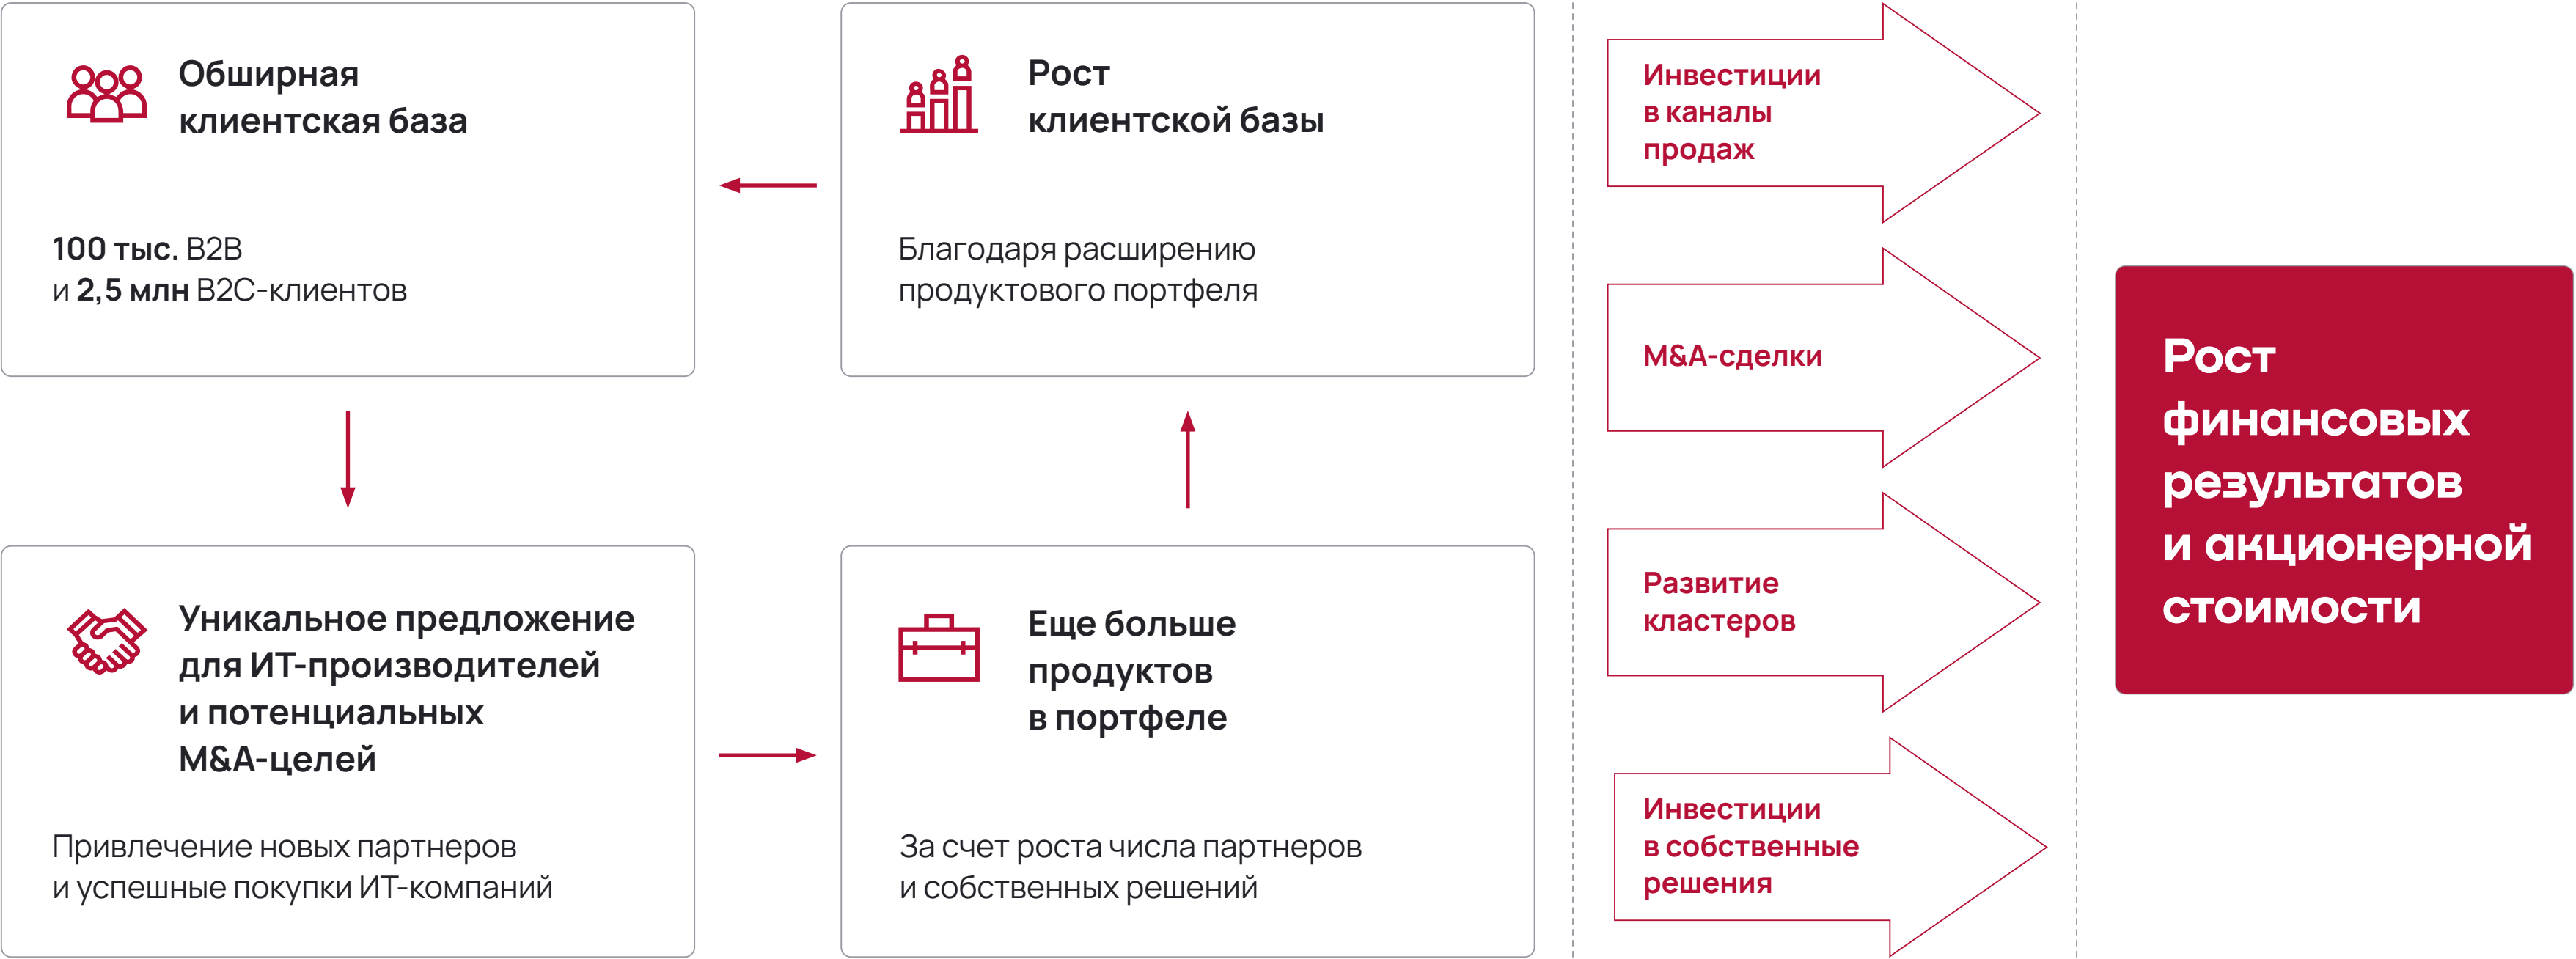 Обширная
клиентская база
100 тыс. B2B
и 2,5 млн B2C-клиентов
Рост
клиентской базы
Благодаря расширению
продуктового портфеля
Уникальное предложение
для ИТ-производителей
и потенциальных
M&A-целей
Привлечение новых партнеров
и успешные покупки ИТ-компаний
Еще больше
продуктов
в портфеле
За счет роста числа партнеров
и собственных решений
Инвестиции
в каналы
продаж
M&A-сделки
Развитие
кластеров
Инвестиции
в собственные
решения
Рост
финансовых
результатов
и акционерной
стоимости